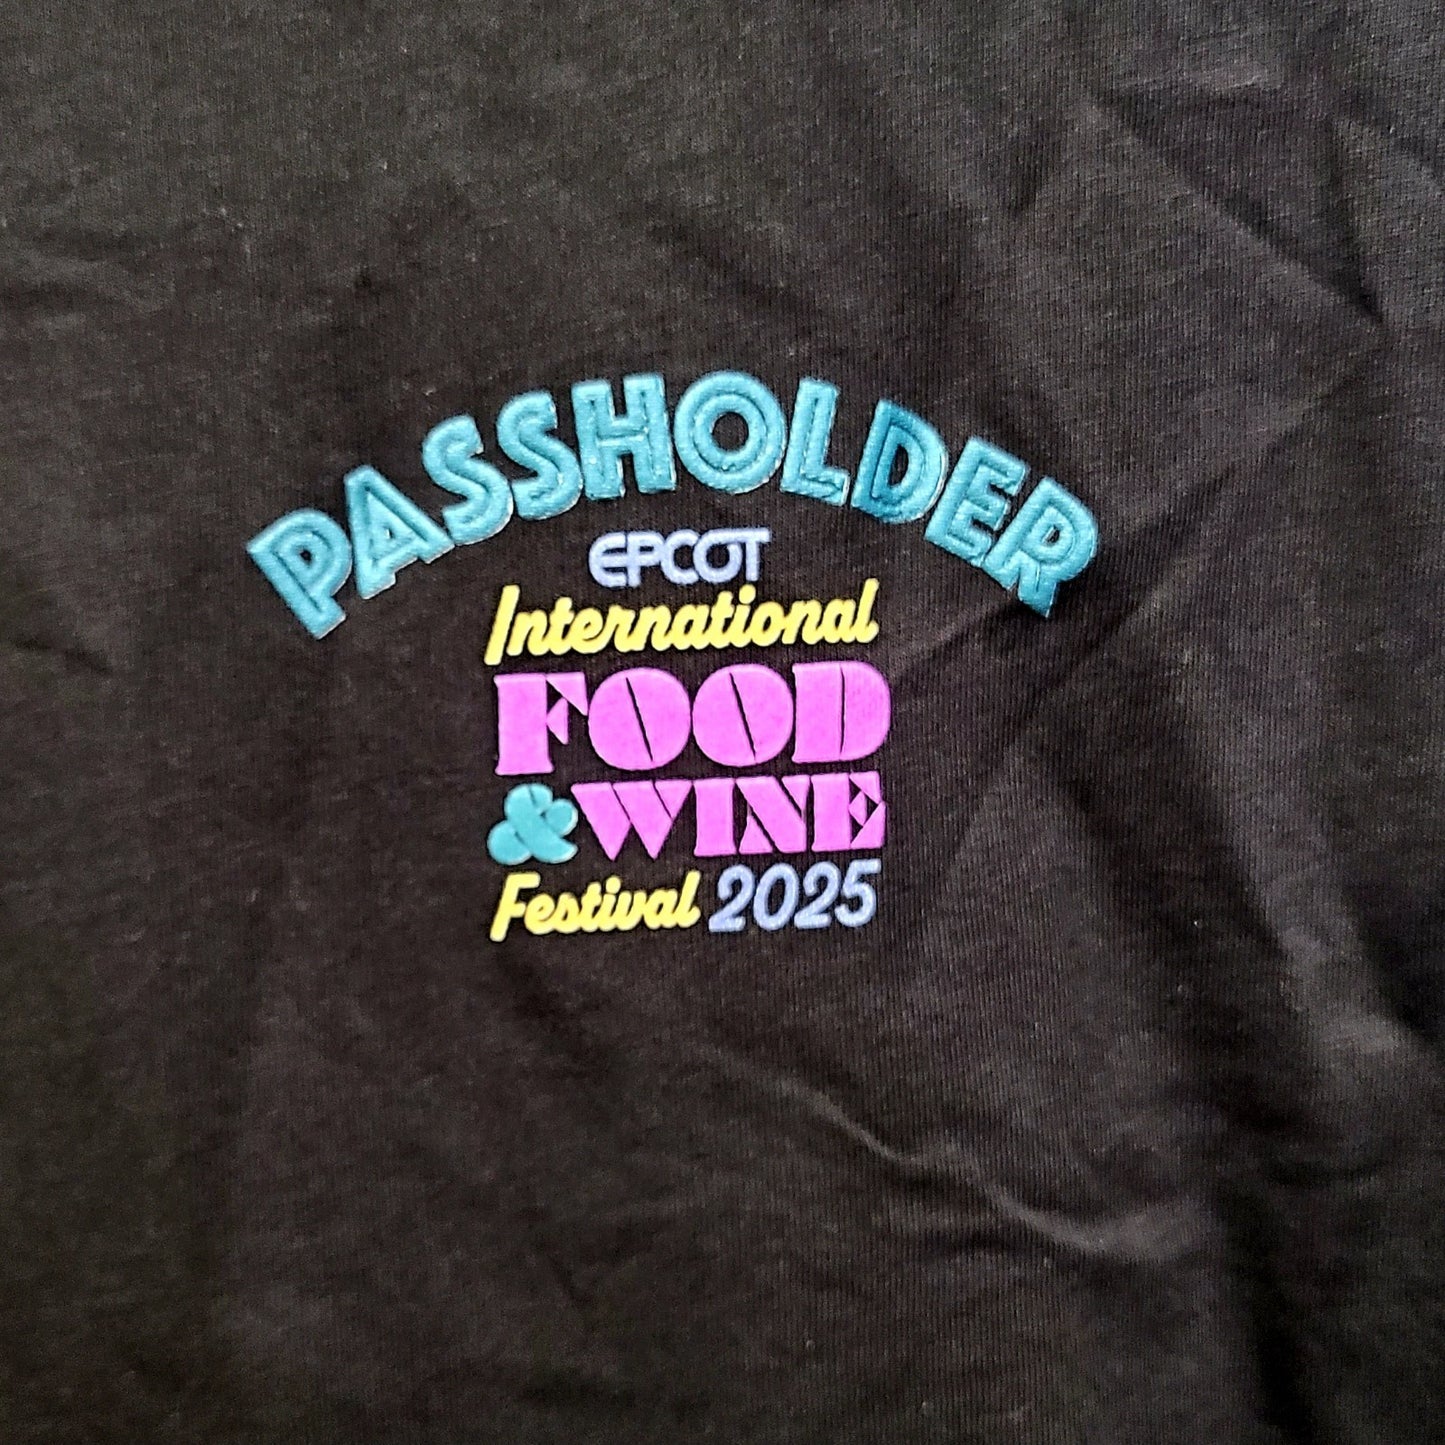 PASSHOLDER
EPCOT
International
FOOD
& WINE
Festival 2025